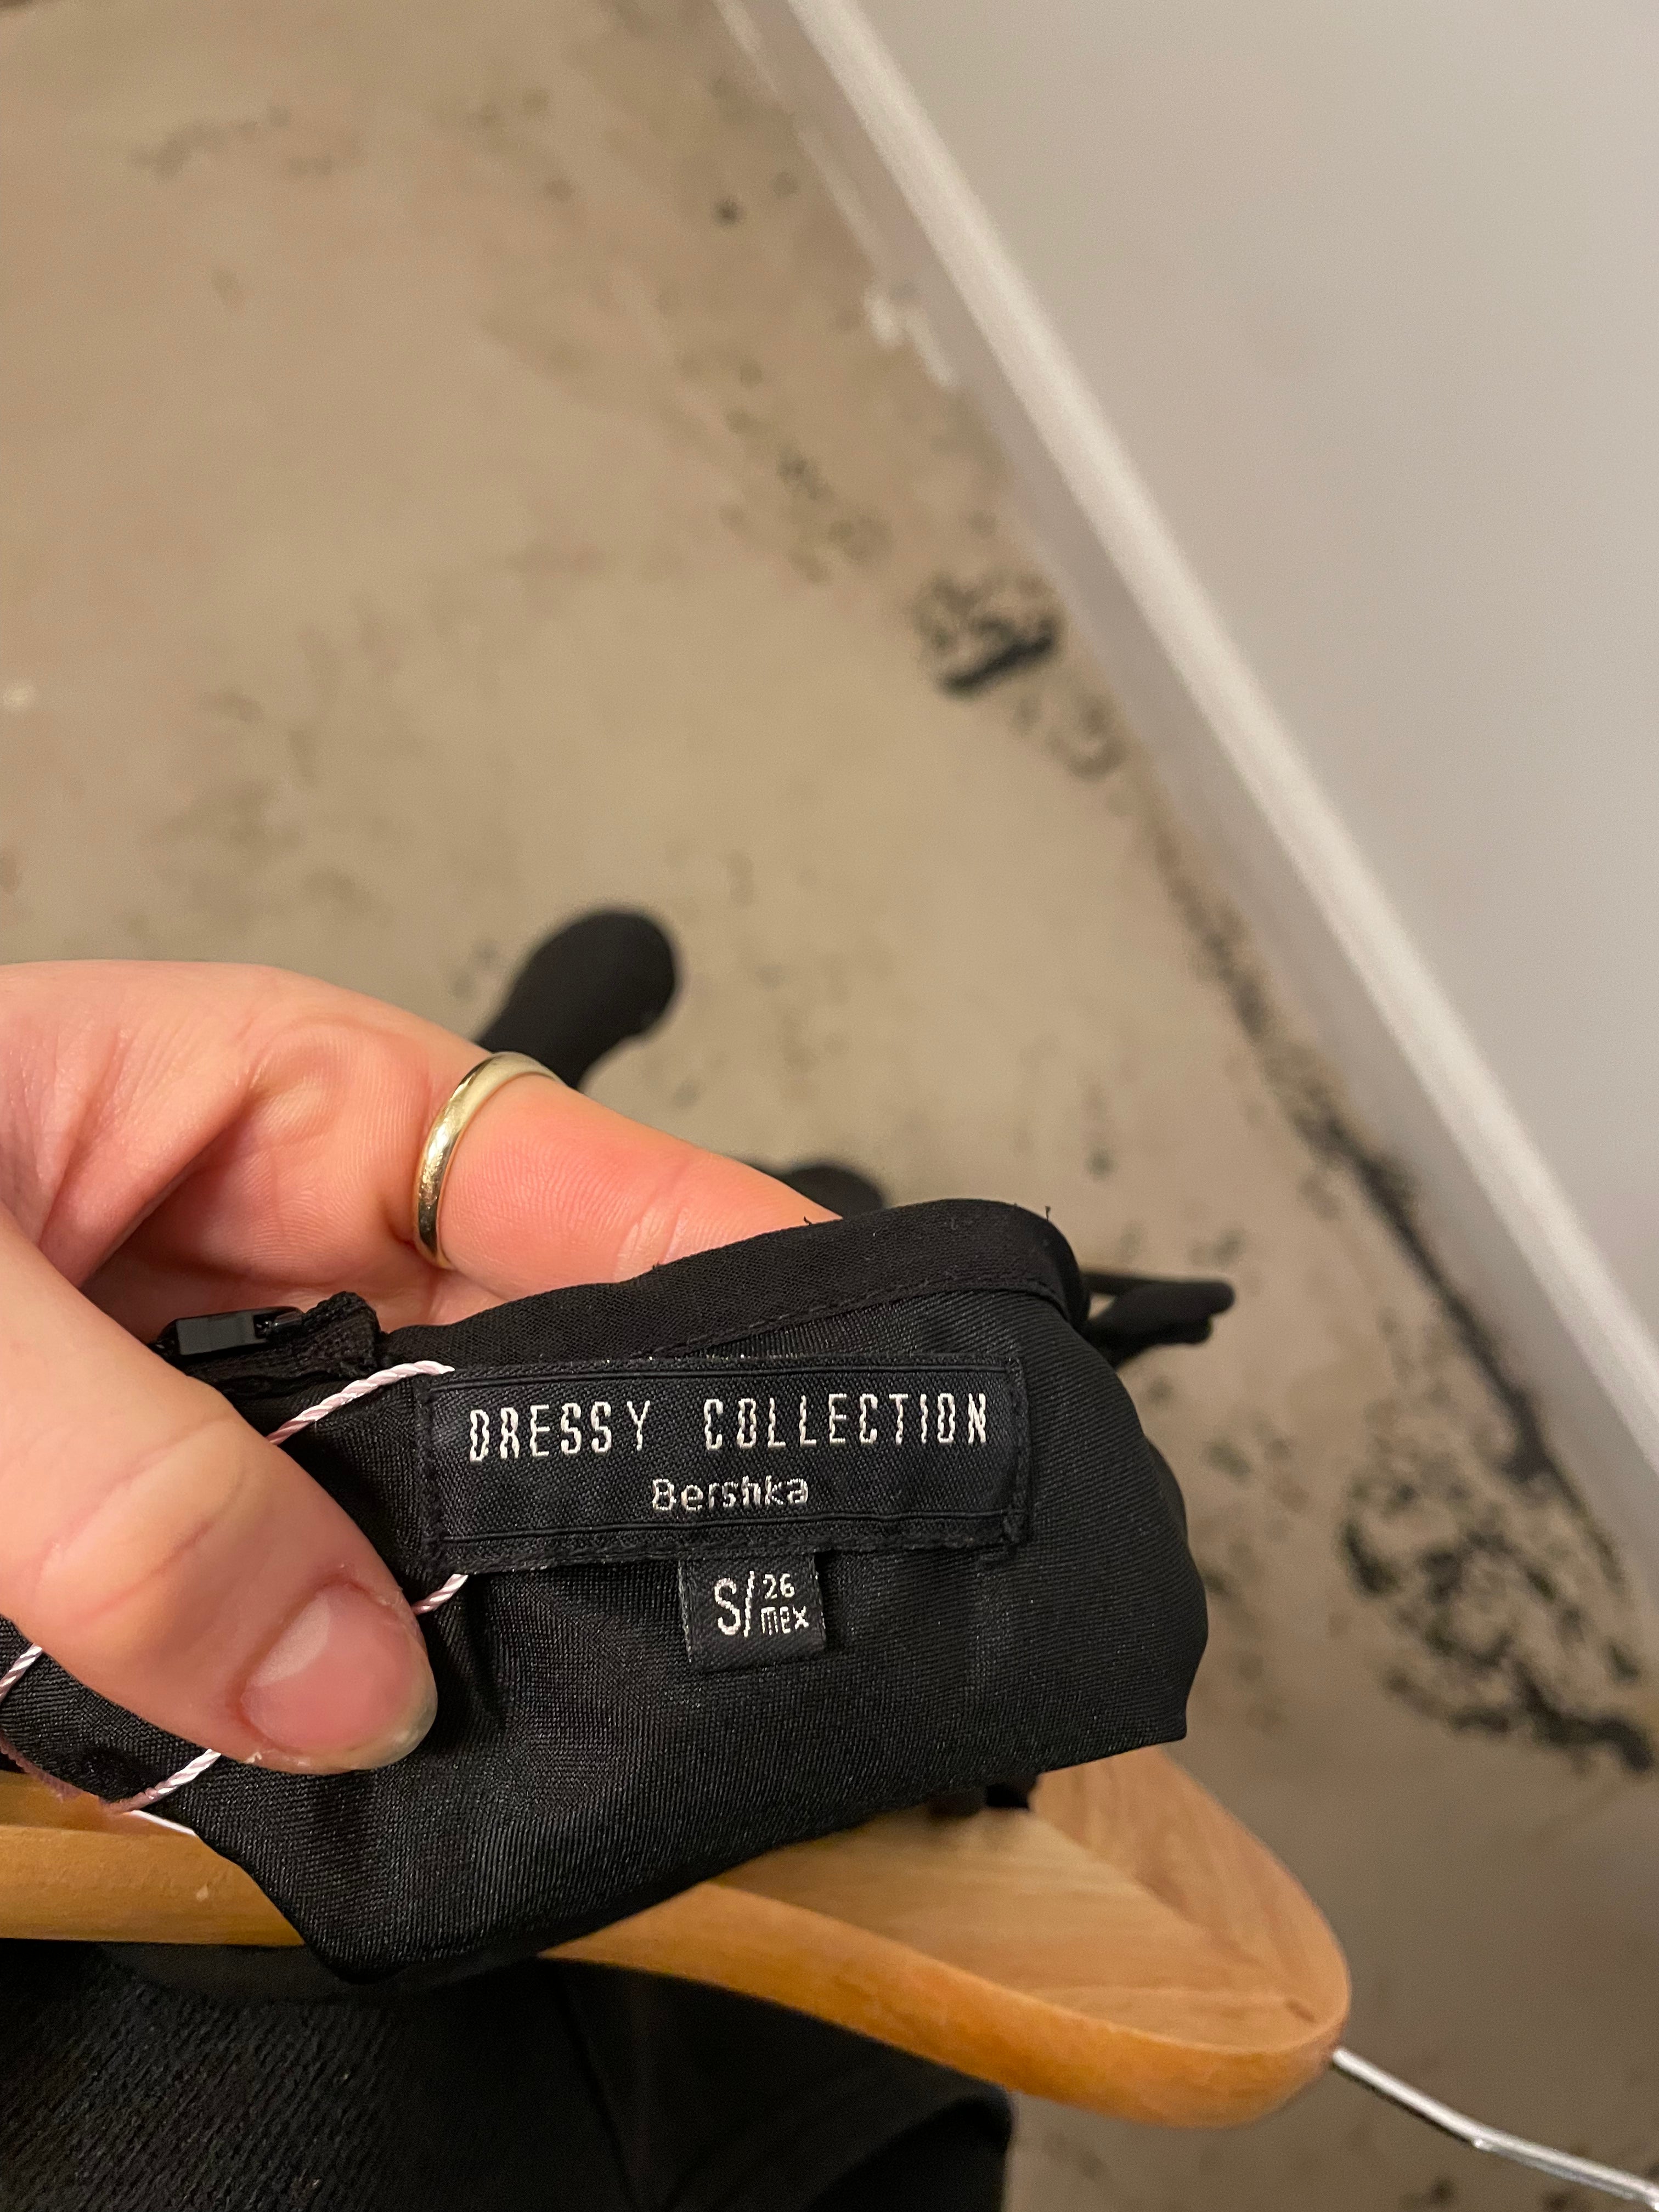 DRESSY COLLECTION
Bershka
S/26
mex